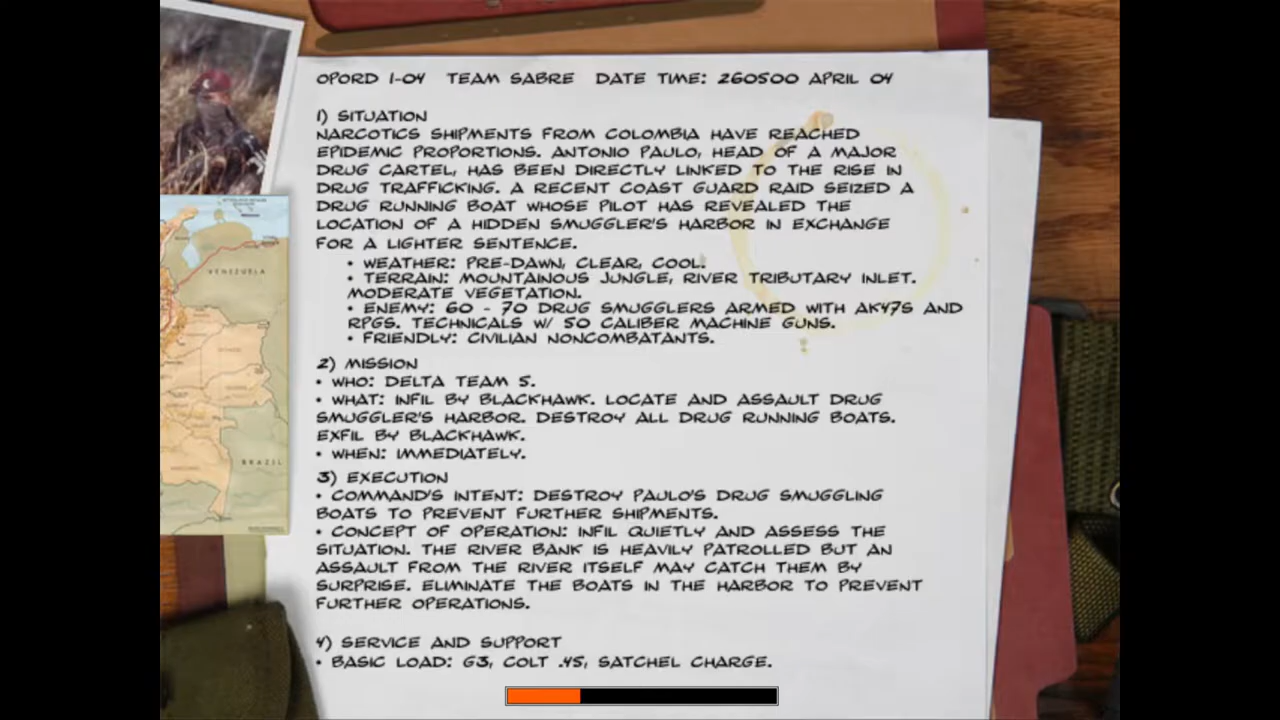 OPORD 1-04 TEAM SABRE DATE TIME: 260500 APRIL 04
1) SITUATION
NARCOTICS SHIPMENTS FROM COLOMBIA HAVE REACHED
EPIDEMIC PROPORTIONS. ANTONIO PAULO, HEAD OF A MAJOR
DRUG CARTEL, HAS BEEN DIRECTLY LINKED TO THE RISE IN
DRUG TRAFFICKING. A RECENT COAST GUARD RAID SEIZED A
DRUG RUNNING BOAT WHOSE PILOT HAS REVEALED THE
LOCATION OF A HIDDEN SMUGGLER'S HARBOR IN EXCHANGE
FOR A LIGHTER SENTENCE.
• WEATHER: PRE-DAWN, CLEAR, COOL.
• TERRAIN: MOUNTAINOUS JUNGLE, RIVER TRIBUTARY INLET.
MODERATE VEGETATION.
• ENEMY: 60 - 70 DRUG SMUGGLERS ARMED WITH AK47S AND
RPGS. TECHNICALS W/ 50 CALIBER MACHINE GUNS.
• FRIENDLY: CIVILIAN NONCOMBATANTS.
2) MISSION
• WHO: DELTA TEAM 5.
• WHAT: INFIL BY BLACKHAWK. LOCATE AND ASSAULT DRUG
SMUGGLER'S HARBOR. DESTROY ALL DRUG RUNNING BOATS.
EXFIL BY BLACKHAWK.
• WHEN: IMMEDIATELY.
3) EXECUTION
• COMMAND'S INTENT: DESTROY PAULO'S DRUG SMUGGLING
BOATS TO PREVENT FURTHER SHIPMENTS.
• CONCEPT OF OPERATION: INFIL QUIETLY AND ASSESS THE
SITUATION. THE RIVER BANK IS HEAVILY PATROLLED BUT AN
ASSAULT FROM THE RIVER ITSELF MAY CATCH THEM BY
SURPRISE. ELIMINATE THE BOATS IN THE HARBOR TO PREVENT
FURTHER OPERATIONS.
4) SERVICE AND SUPPORT
• BASIC LOAD: G3, COLT .45, SATCHEL CHARGE.
VENEZUELA
BRAZIL